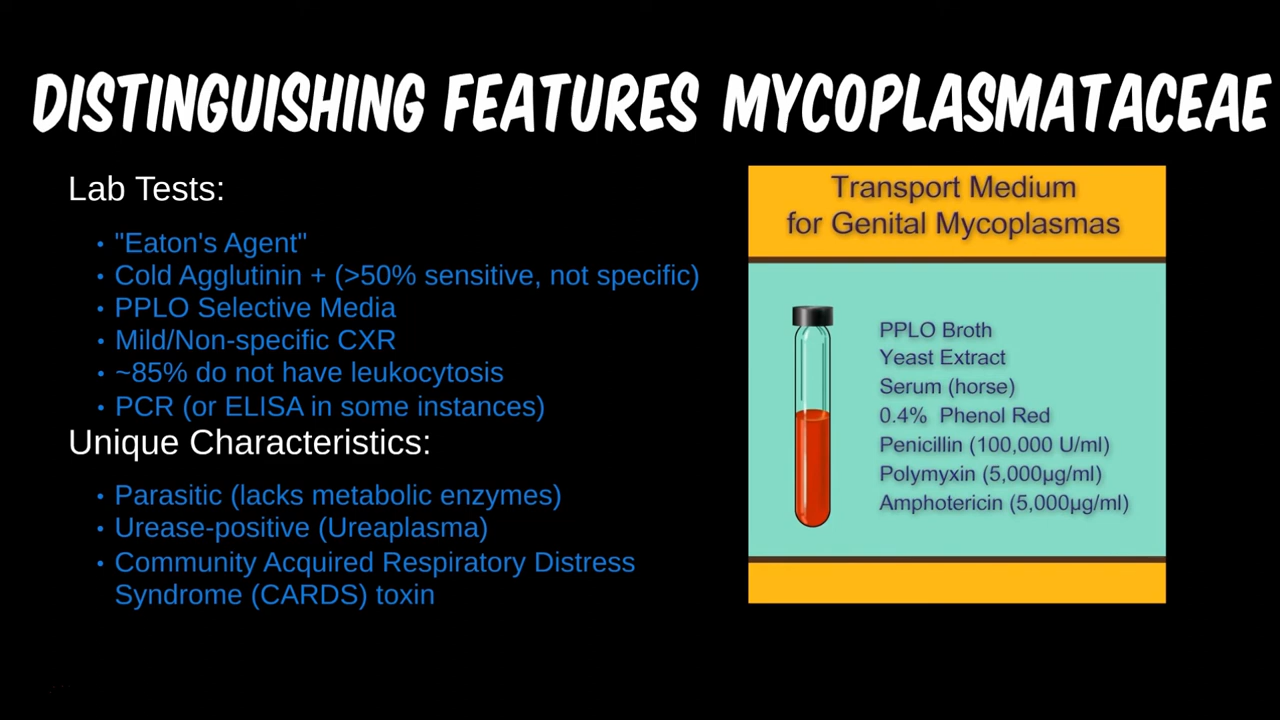 DISTINGUISHING FEATURES MYCOPLASMATACEAE
Lab Tests:
• "Eaton's Agent"
• Cold Agglutinin + (>50% sensitive, not specific)
• PPLO Selective Media
• Mild/Non-specific CXR
• ~85% do not have leukocytosis
• PCR (or ELISA in some instances)
Unique Characteristics:
• Parasitic (lacks metabolic enzymes)
• Urease-positive (Ureaplasma)
• Community Acquired Respiratory Distress
Syndrome (CARDS) toxin
Transport Medium
for Genital Mycoplasmas
PPLO Broth
Yeast Extract
Serum (horse)
0.4% Phenol Red
Penicillin (100,000 U/ml)
Polymyxin (5,000µg/ml)
Amphotericin (5,000µg/ml)